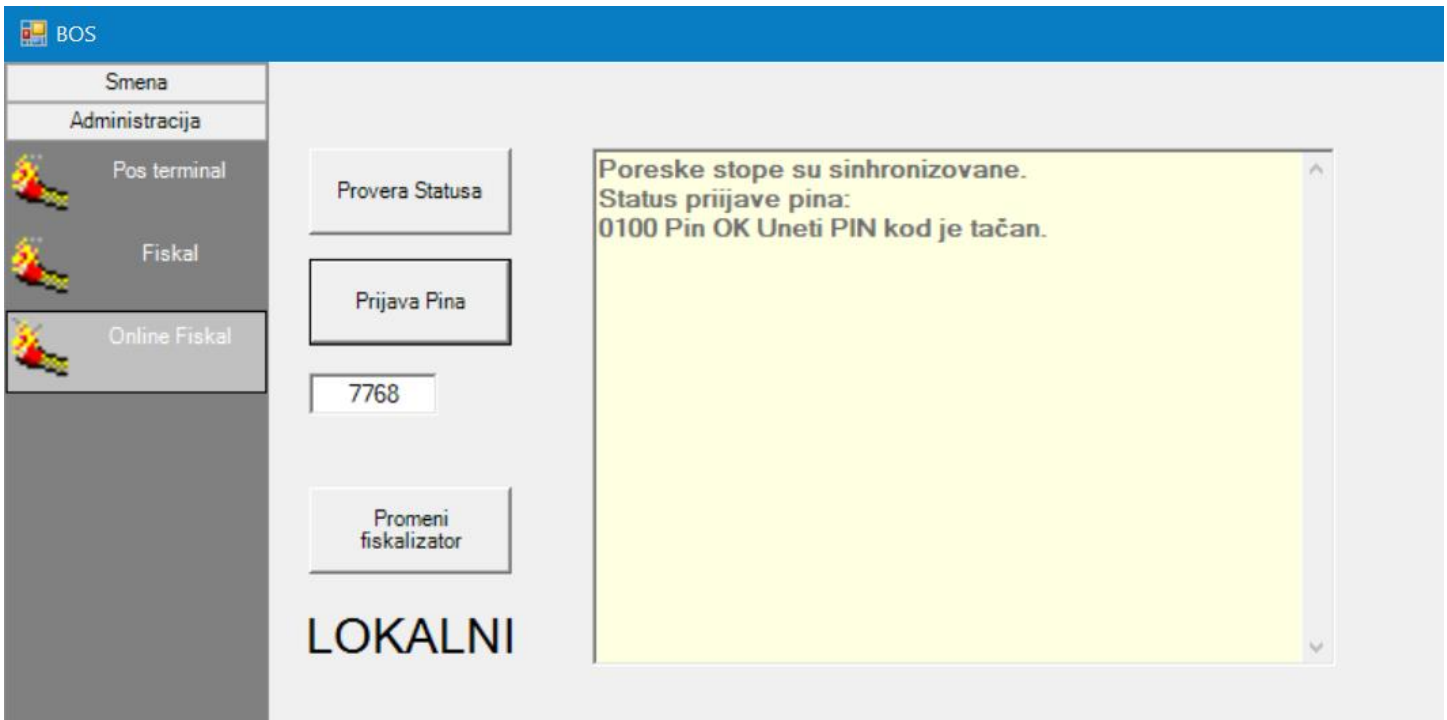 BOS
Smena
Administracija
Pos terminal
Fiskal
Online Fiskal
Provera Statusa
Prijava Pina
7768
Promeni
fiskalizator
LOKALNI
Poreske stope su sinhronizovane.
Status priijave pina:
0100 Pin OK Uneti PIN kod je tačan.